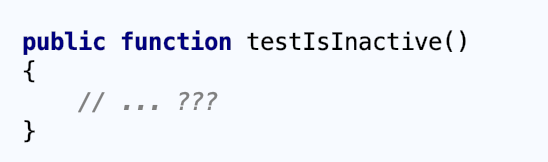 public function testIsInactive()
{
    // ... ???
}